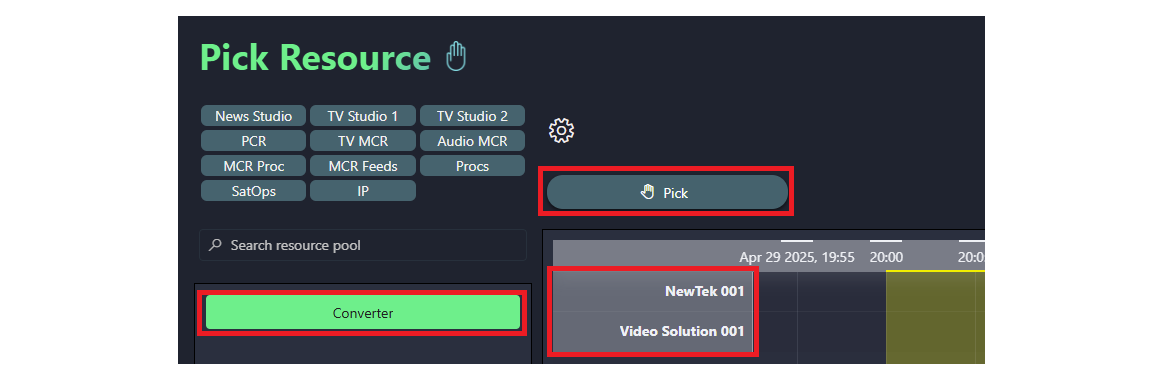 Pick Resource
News Studio TV Studio 1 TV Studio 2
PCR TV MCR Audio MCR
MCR Proc MCR Feeds Procs
SatOps IP
Pick
Search resource pool
Apr 29 2025, 19:55 20:00 20:0
NewTek 001
Converter
Video Solution 001